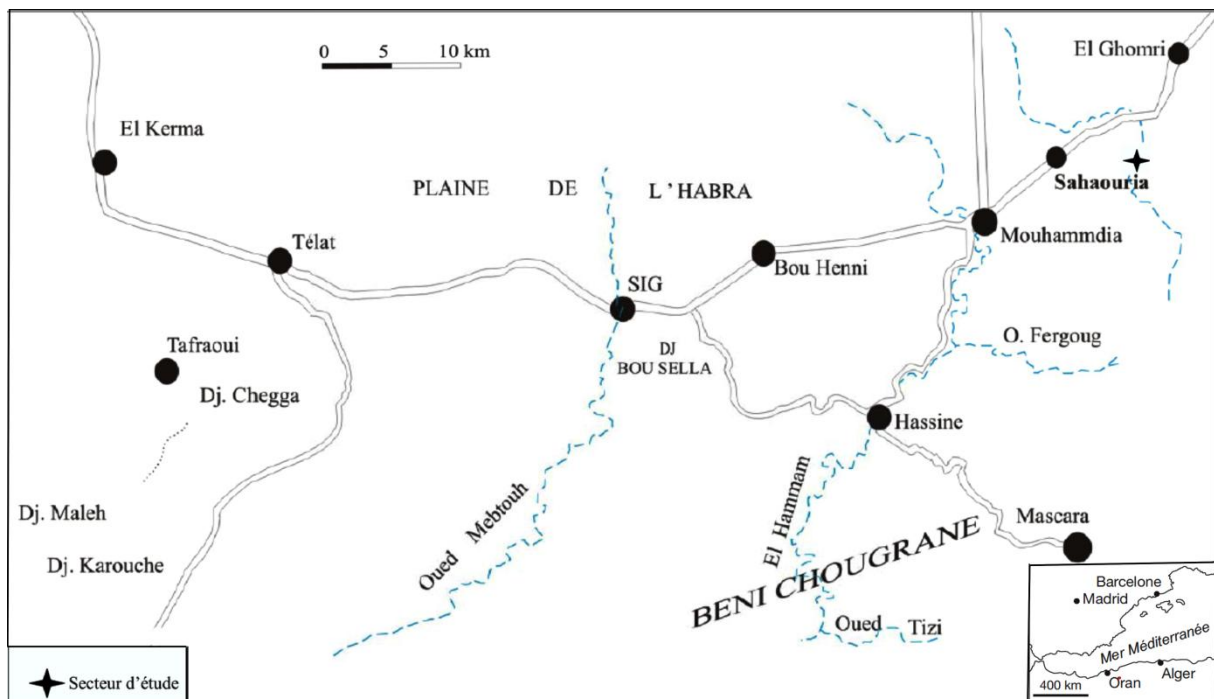 0 5 10 km
El Ghomri
El Kerma
PLAINE DE L'HABRA
Sahaouria
Mouhammdia
Télat
Bou Henni
SIG
DJ
BOU SELLA
O. Fergoug
Tafraoui
Dj. Chegga
Hassine
Dj. Maleh
Dj. Karouche
Oued Mebtouh
El Hammam
Mascara
BENI CHOUGRANE
Oued Tizi
Barcelone
Madrid
Mer Méditerranée
Oran
Alger
400 km
Secteur d'étude